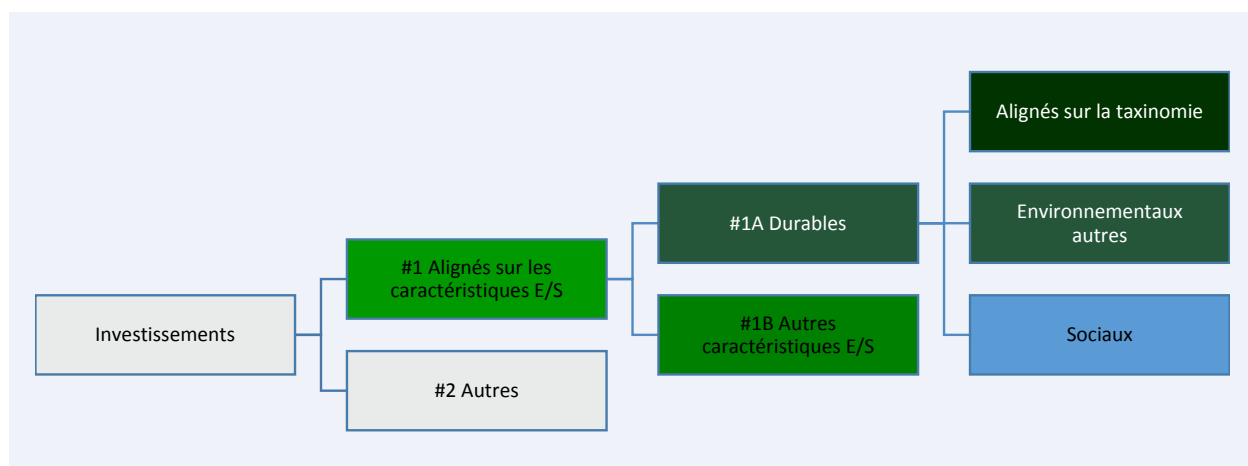 Investissements
#1 Alignés sur les
caractéristiques E/S
#2 Autres
#1A Durables
#1B Autres
caractéristiques E/S
Alignés sur la taxinomie
Environnementaux
autres
Sociaux